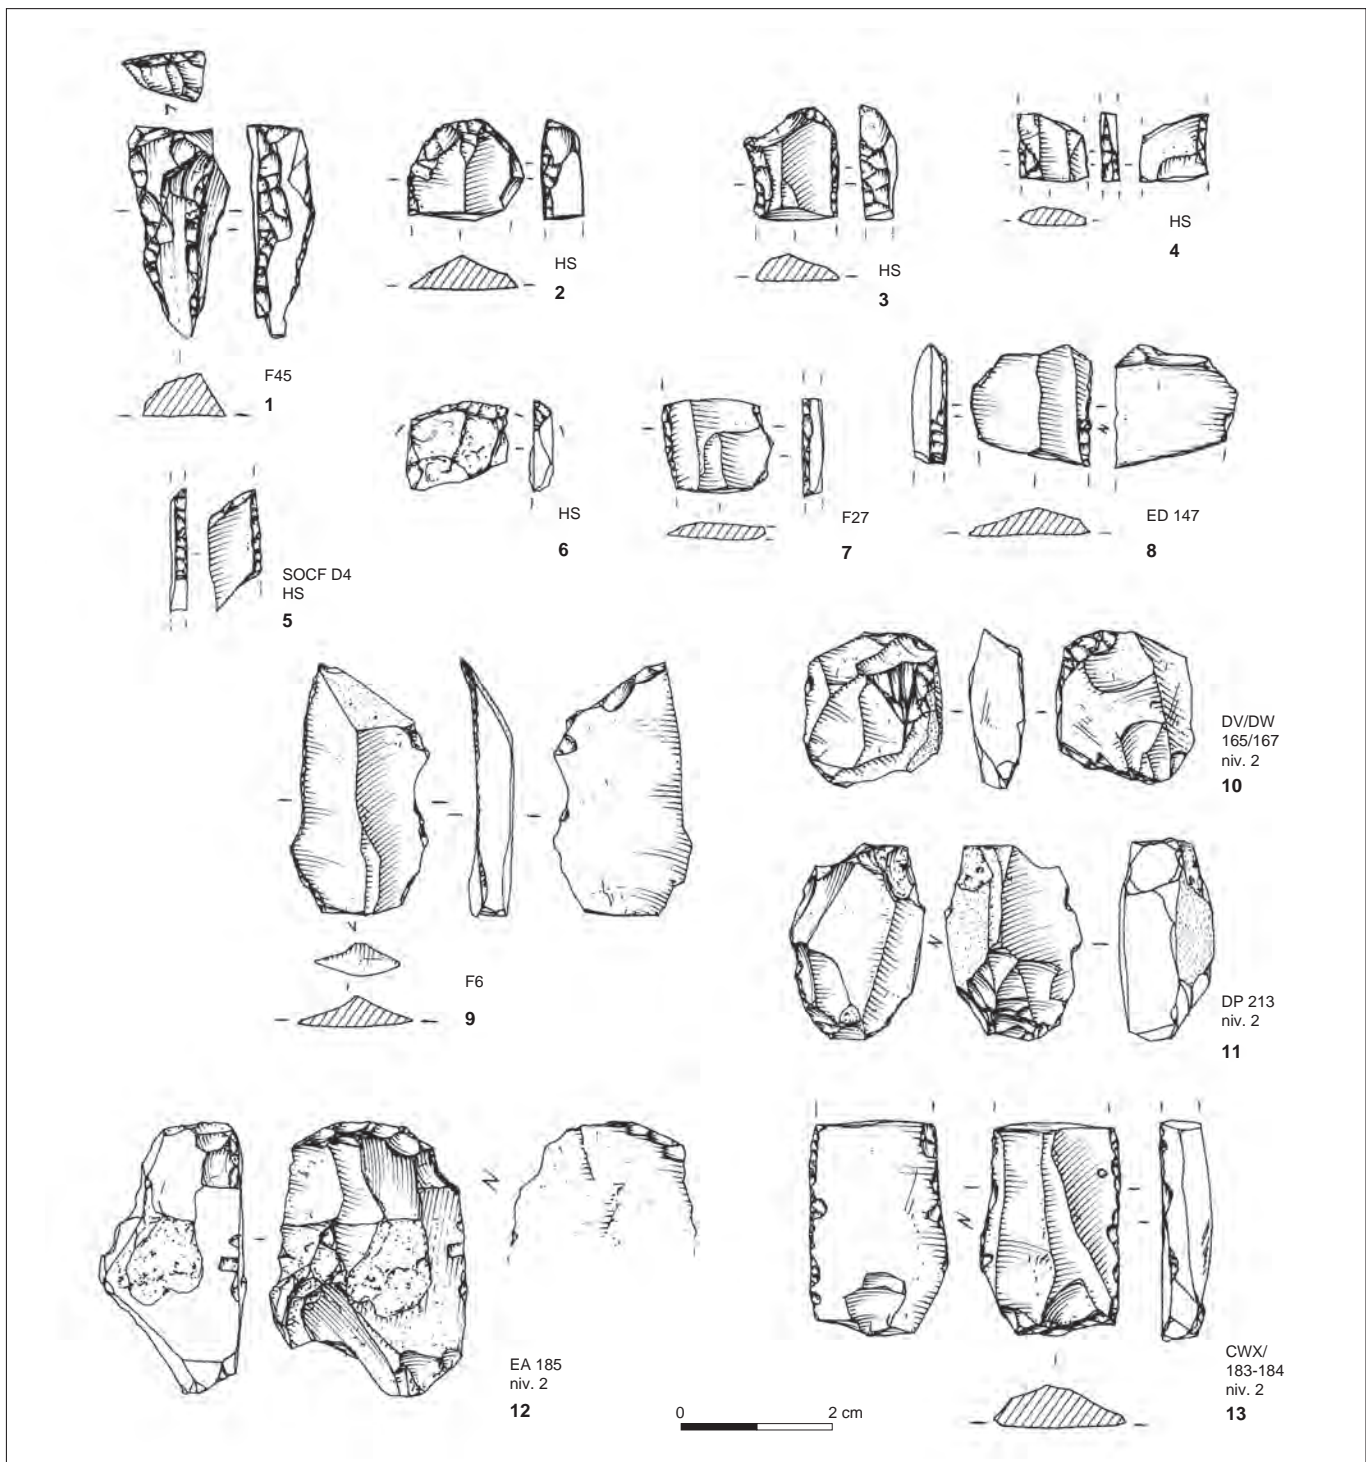 F45
1
HS
2
HS
3
HS
4
SOCF D4
HS
5
HS
6
F27
7
ED 147
8
F6
9
DV/DW
165/167
niv. 2
10
DP 213
niv. 2
11
EA 185
niv. 2
12
0 2 cm
CWX/
183-184
niv. 2
13